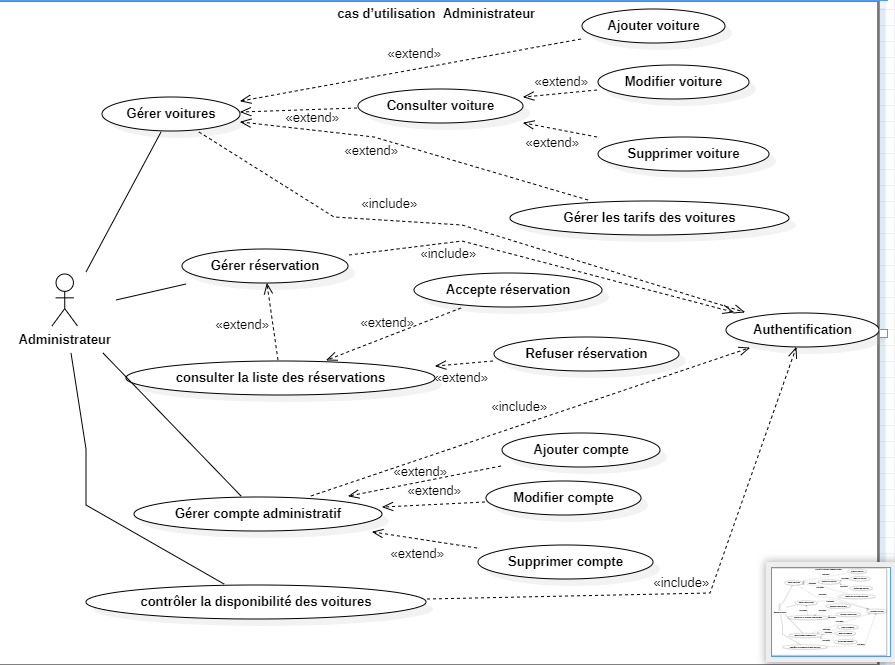 cas d'utilisation  Administrateur
Ajouter voiture
«extend»
Modifier voiture
«extend»
Consulter voiture
Gérer voitures
«extend»
«extend»
«extend»
Supprimer voiture
«include»
Gérer les tarifs des voitures
«include»
Gérer réservation
Accepte réservation
«extend»
«extend»
Authentification
Administrateur
Refuser réservation
consulter la liste des réservations
«extend»
«include»
Ajouter compte
«extend»
«extend»
Modifier compte
Gérer compte administratif
«extend»
Supprimer compte
«include»
contrôler la disponibilité des voitures